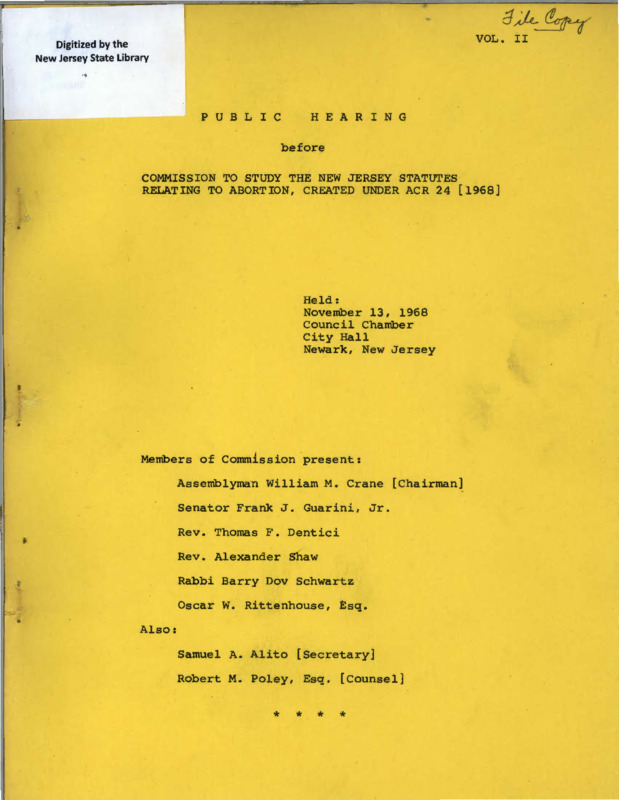 File Copy
Digitized by the
New Jersey State Library
VOL. II
PUBLIC HEARING
before
COMMISSION TO STUDY THE NEW JERSEY STATUTES
RELATING TO ABORTION, CREATED UNDER ACR 24 [1968]
Held:
November 13, 1968
Council Chamber
City Hall
Newark, New Jersey
Members of Commission present:
Assemblyman William M. Crane [Chairman]
Senator Frank J. Guarini, Jr.
Rev. Thomas F. Dentici
Rev. Alexander Shaw
Rabbi Barry Dov Schwartz
Oscar W. Rittenhouse, Esq.
Also:
Samuel A. Alito [Secretary]
Robert M. Poley, Esq. [Counsel]
* * * *